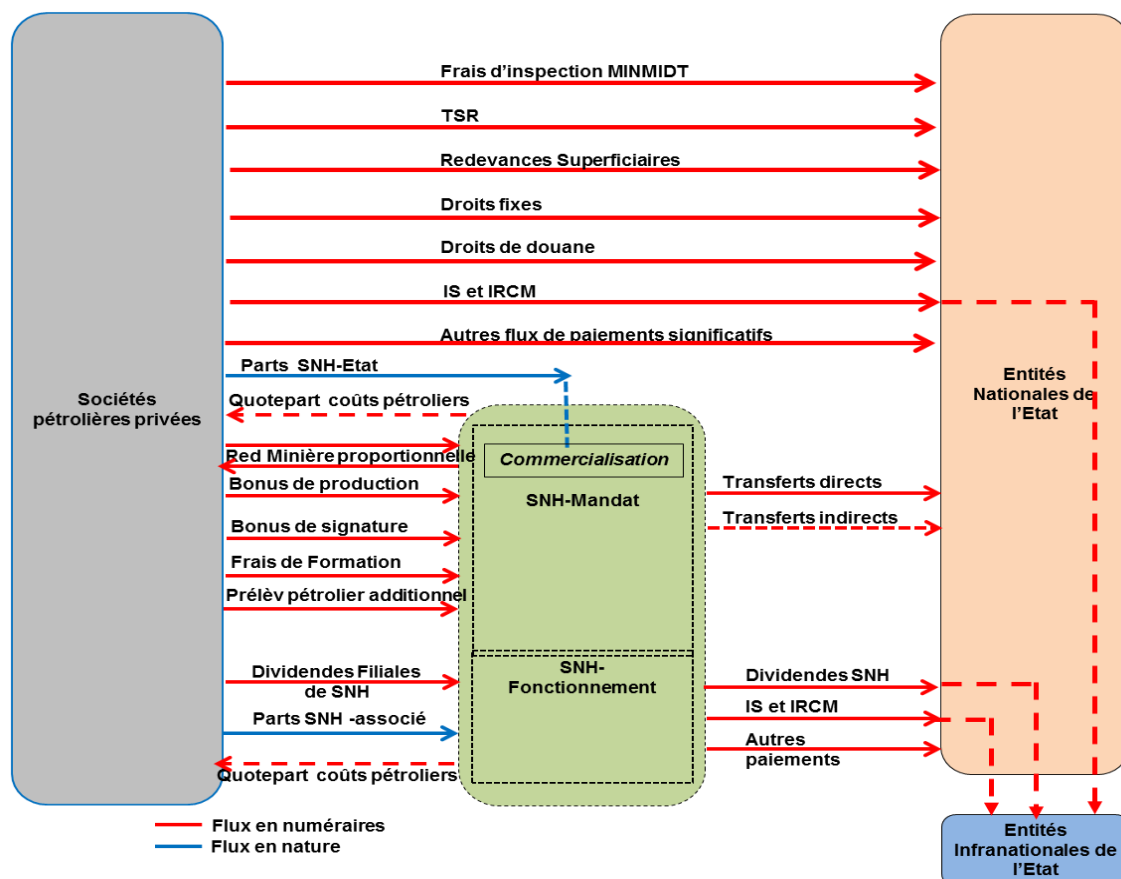 Frais d'inspection MINMIDT
TSR
Redevances Superficiaires
Droits fixes
Droits de douane
IS et IRCM
Autres flux de paiements significatifs
Parts SNH-Etat
Quotepart coûts pétroliers
Sociétés
pétrolières privées
Entités
Nationales de
l'Etat
Red Minière proportionnelle
Bonus de production
Bonus de signature
Frais de Formation
Prélèv pétrolier additionnel
Commercialisation
SNH-Mandat
Transferts directs
Transferts indirects
Dividendes Filiales
de SNH
Parts SNH -associé
Quotepart coûts pétroliers
SNH-
Fonctionnement
Dividendes SNH
IS et IRCM
Autres
paiements
Flux en numéraires
Flux en nature
Entités
Infranationales de
l'Etat